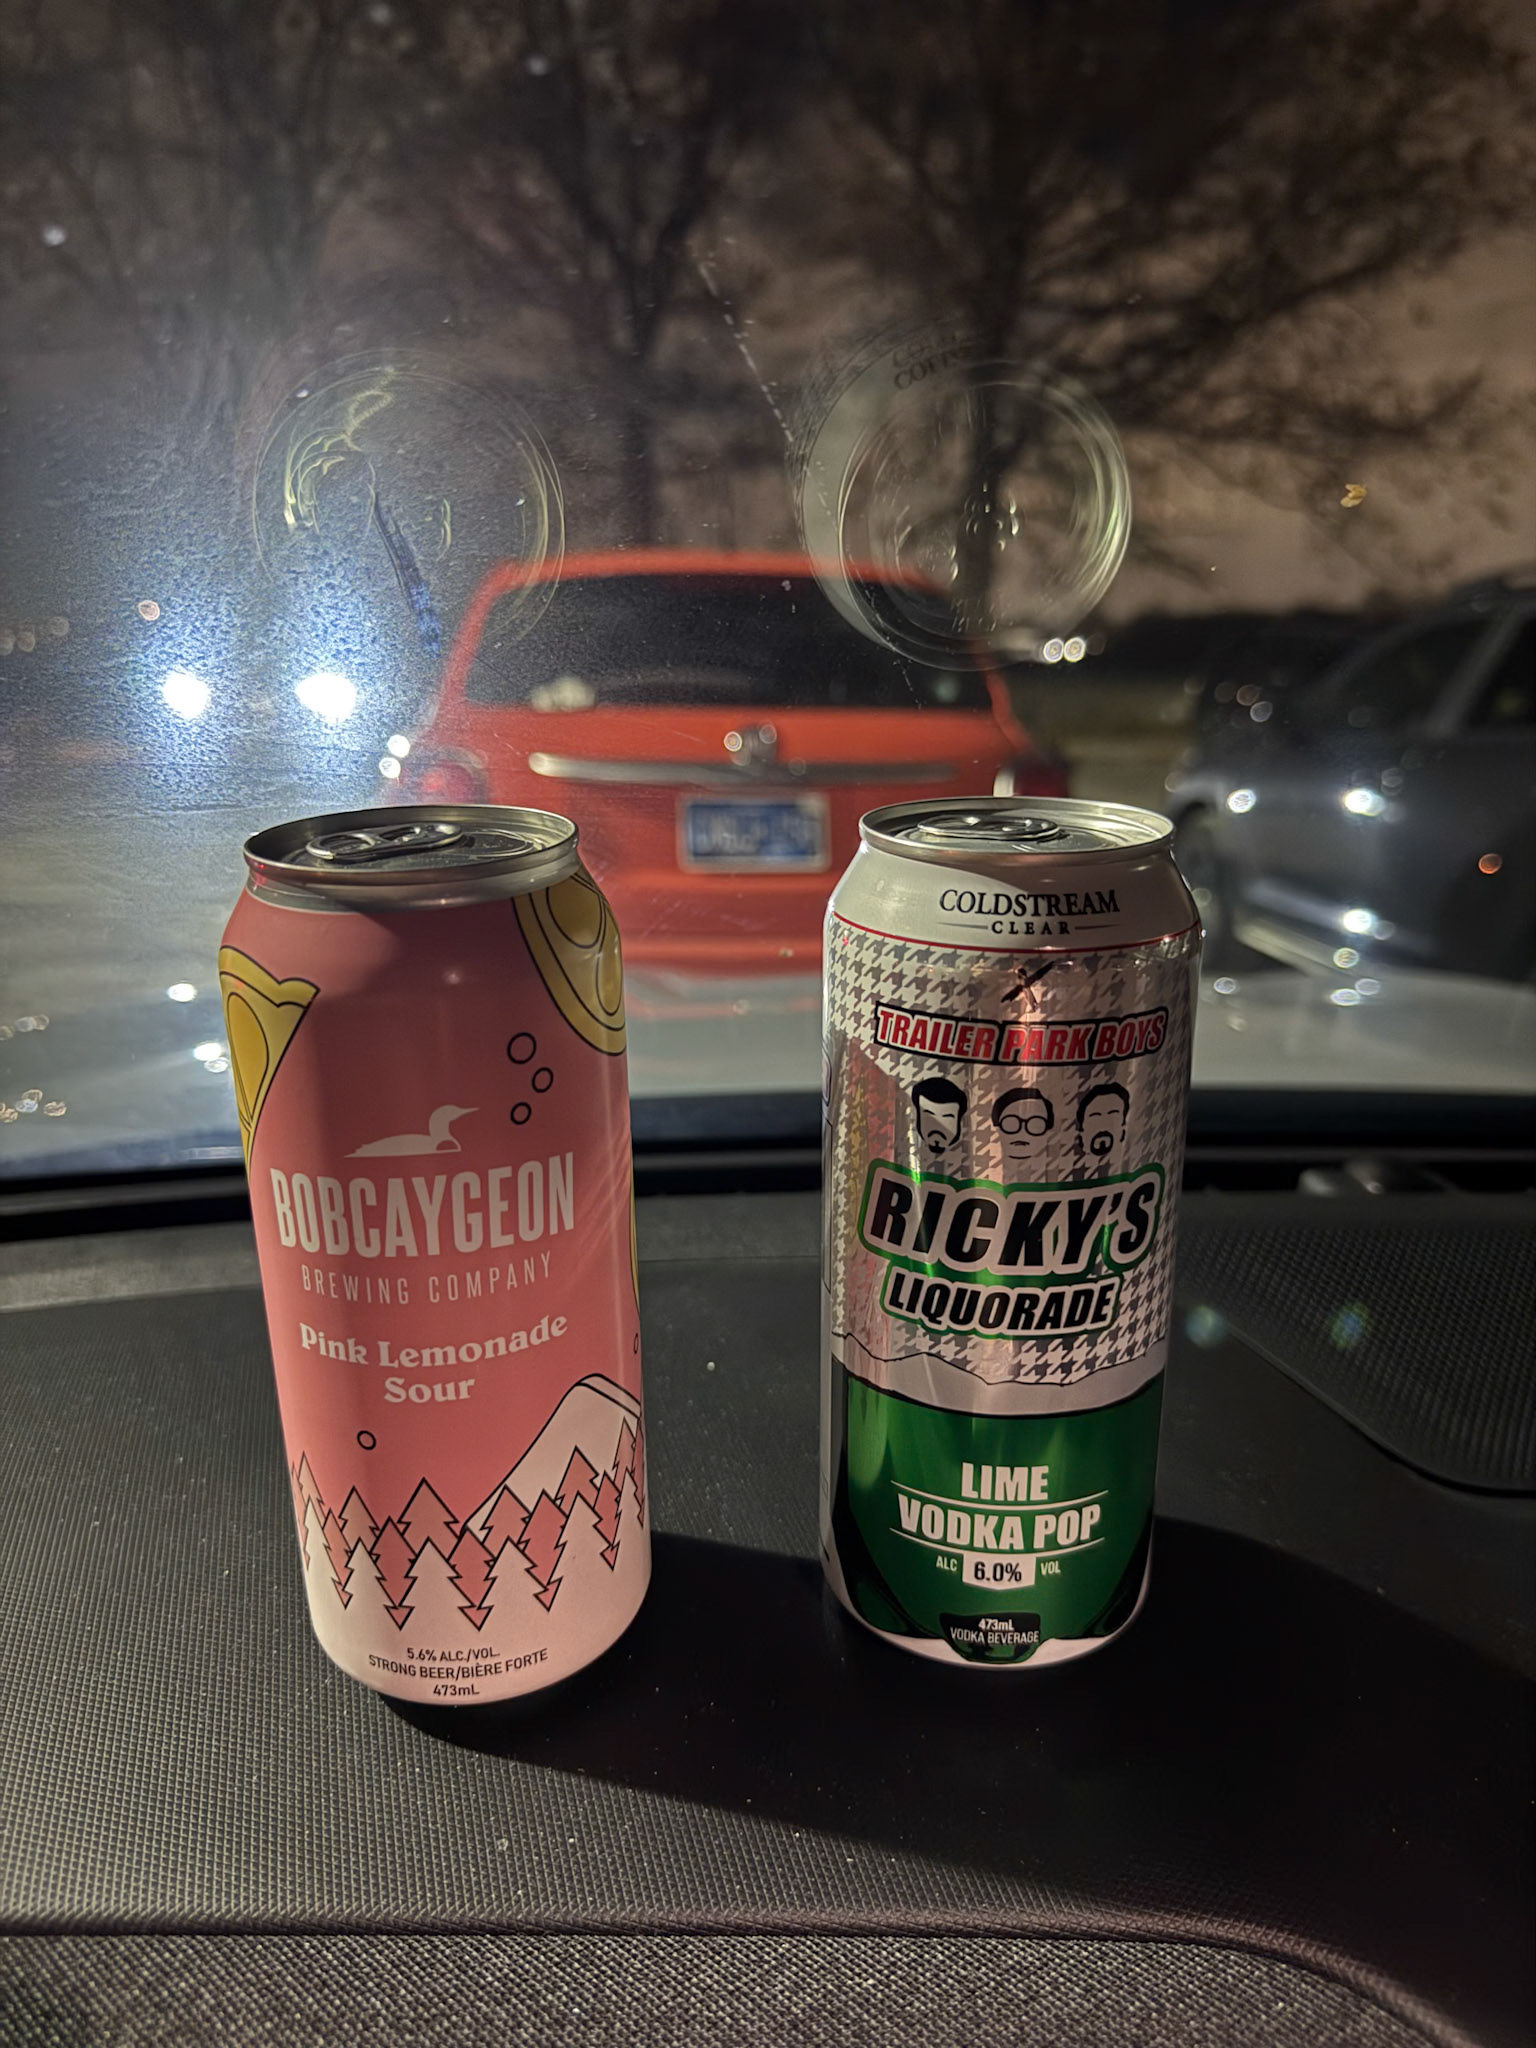 BOBCAYGEON
BREWING COMPANY
Pink Lemonade
Sour
5.6% ALC./VOL.
STRONG BEER/BIÈRE FORTE
473mL
COLDSTREAM
CLEAR
TRAILER PARK BOYS
RICKY'S
LIQUORADE
LIME
VODKA POP
ALC 6.0% VOL
473mL
VODKA BEVERAGE